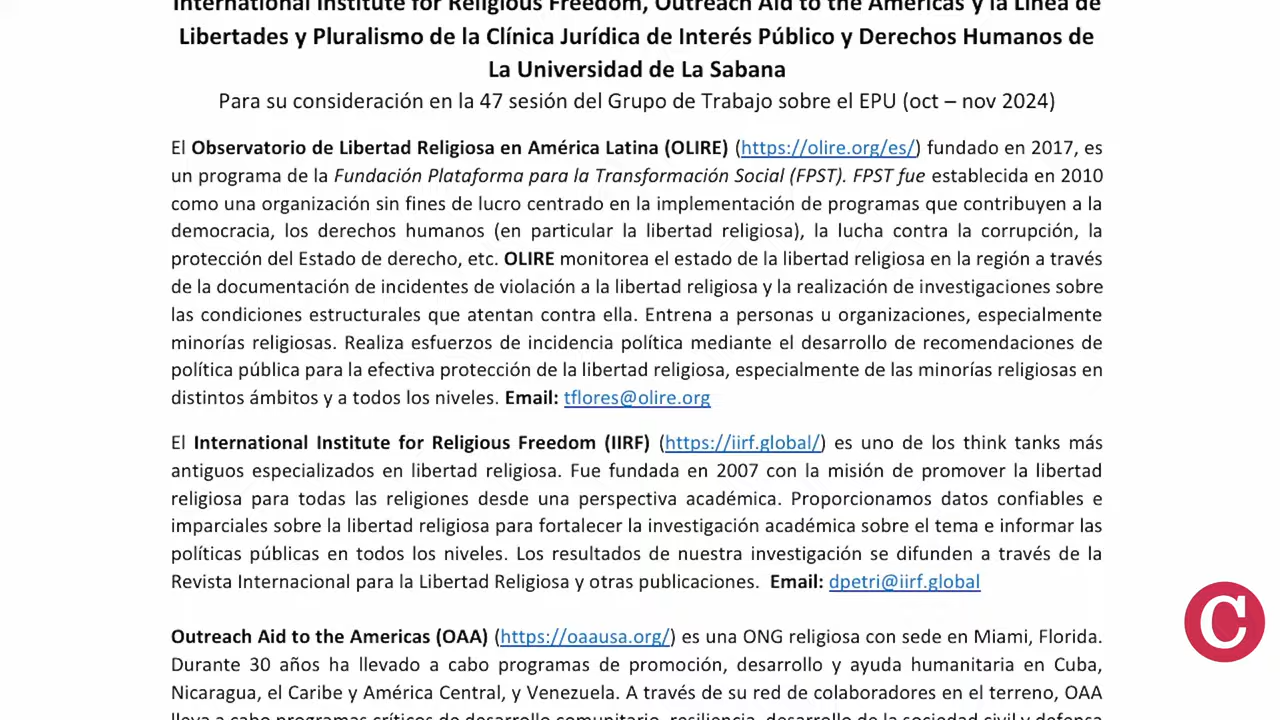 International Institute for Religious Freedom, Outreach Aid to the Américas y la Línea de
Libertades y Pluralismo de la Clínica Jurídica de Interés Público y Derechos Humanos de
La Universidad de La Sabana
Para su consideración en la 47 sesión del Grupo de Trabajo sobre el EPU (oct – nov 2024)
El Observatorio de Libertad Religiosa en América Latina (OLIRE) (https://olire.org/es/) fundado en 2017, es
un programa de la Fundación Plataforma para la Transformación Social (FPST). FPST fue establecida en 2010
como una organización sin fines de lucro centrado en la implementación de programas que contribuyen a la
democracia, los derechos humanos (en particular la libertad religiosa), la lucha contra la corrupción, la
protección del Estado de derecho, etc. OLIRE monitorea el estado de la libertad religiosa en la región a través
de la documentación de incidentes de violación a la libertad religiosa y la realización de investigaciones sobre
las condiciones estructurales que atentan contra ella. Entrena a personas u organizaciones, especialmente
minorías religiosas. Realiza esfuerzos de incidencia política mediante el desarrollo de recomendaciones de
política pública para la efectiva protección de la libertad religiosa, especialmente de las minorías religiosas en
distintos ámbitos y a todos los niveles. Email: tflores@olire.org
El International Institute for Religious Freedom (IIRF) (https://iirf.global/) es uno de los think tanks más
antiguos especializados en libertad religiosa. Fue fundada en 2007 con la misión de promover la libertad
religiosa para todas las religiones desde una perspectiva académica. Proporcionamos datos confiables e
imparciales sobre la libertad religiosa para fortalecer la investigación académica sobre el tema e informar las
políticas públicas en todos los niveles. Los resultados de nuestra investigación se difunden a través de la
Revista Internacional para la Libertad Religiosa y otras publicaciones. Email: dpetri@iirf.global
C
Outreach Aid to the Americas (OAA) (https://oaausa.org/) es una ONG religiosa con sede en Miami, Florida.
Durante 30 años ha llevado a cabo programas de promoción, desarrollo y ayuda humanitaria en Cuba,
Nicaragua, el Caribe y América Central, y Venezuela. A través de su red de colaboradores en el terreno, OAA
lleva a cabo programas críticos de desarrollo comunitario, resiliencia, desarrollo de la sociedad civil y defensa